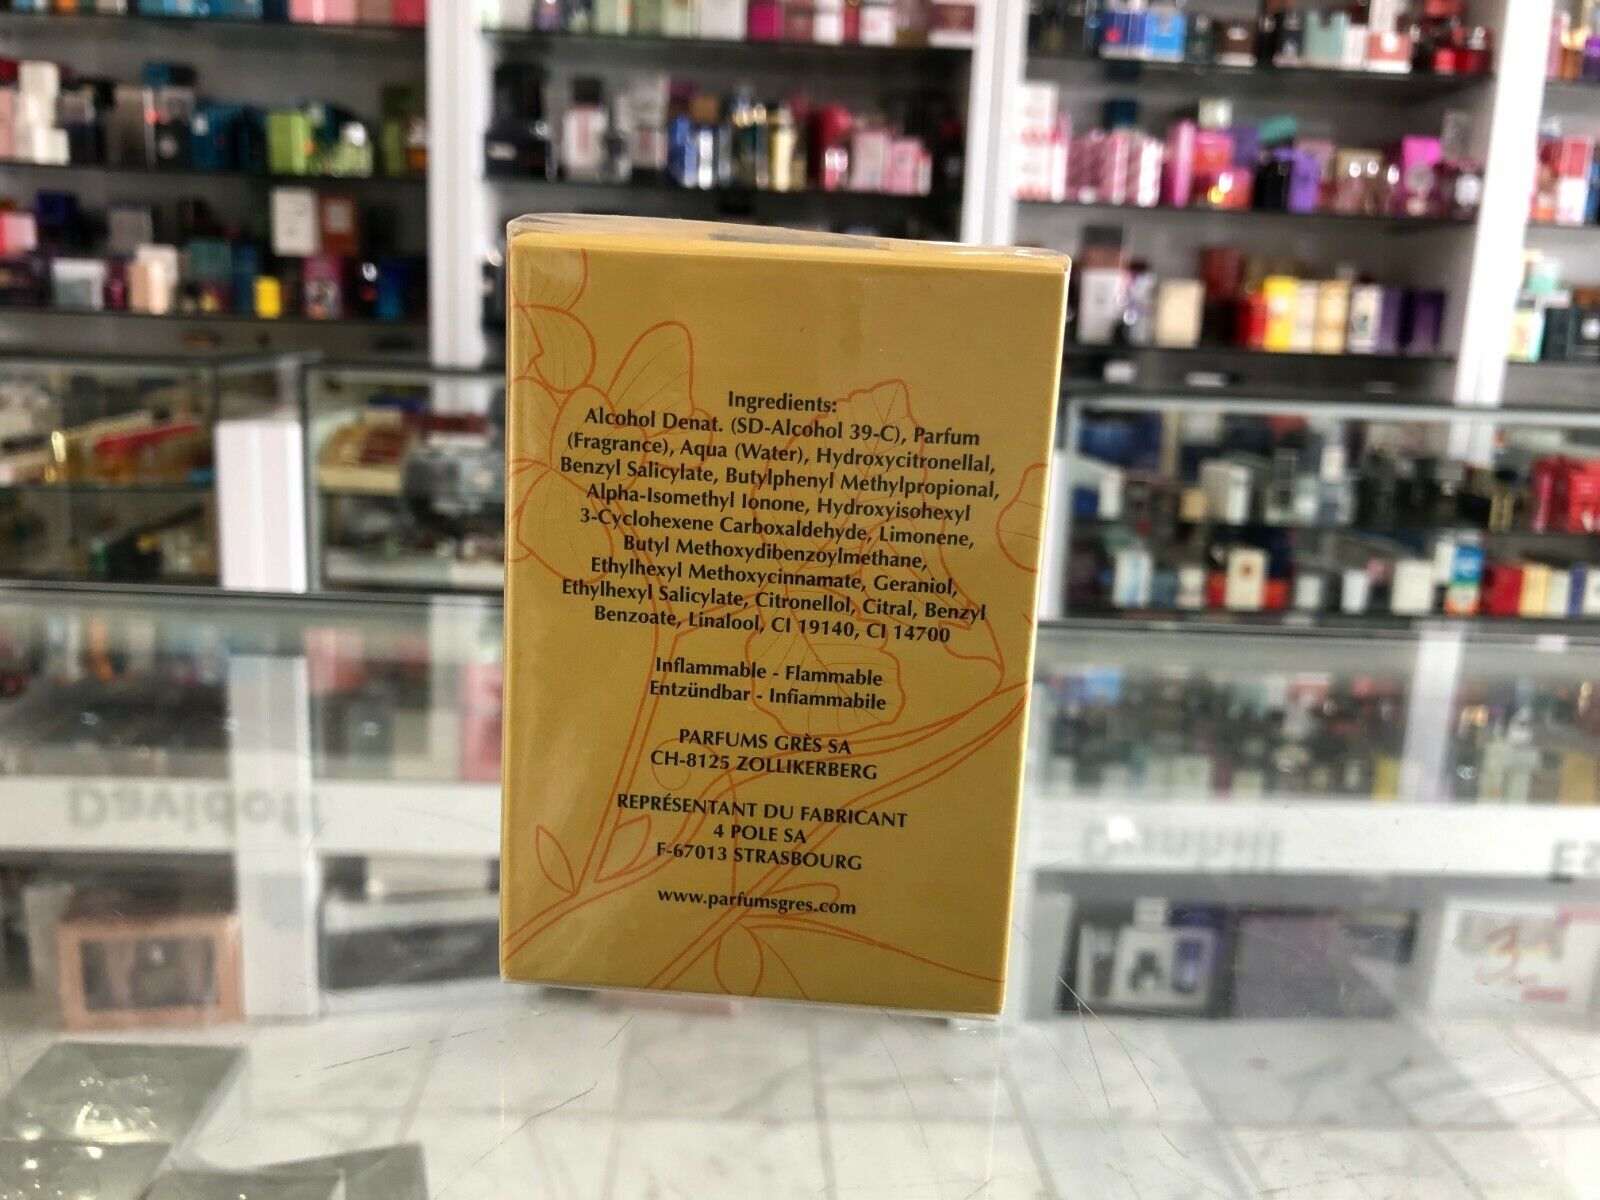 Ingredients:
Alcohol Denat. (SD-Alcohol 39-C), Parfum
(Fragrance), Aqua (Water), Hydroxycitronellal,
Benzyl Salicylate, Butylphenyl Methylpropional,
Alpha-Isomethyl Ionone, Hydroxyisohexyl
3-Cyclohexene Carboxaldehyde, Limonene,
Butyl Methoxydibenzoylmethane,
Ethylhexyl Methoxycinnamate, Geraniol,
Ethylhexyl Salicylate, Citronellol, Citral, Benzyl
Benzoate, Linalool, CI 19140, CI 14700
Inflammable - Flammable
Entzündbar - Infiammabile
PARFUMS GRÈS SA
CH-8125 ZOLLIKERBERG
REPRÉSENTANT DU FABRICANT
4 POLE SA
F-67013 STRASBOURG
www.parfumsgres.com
Davidoff